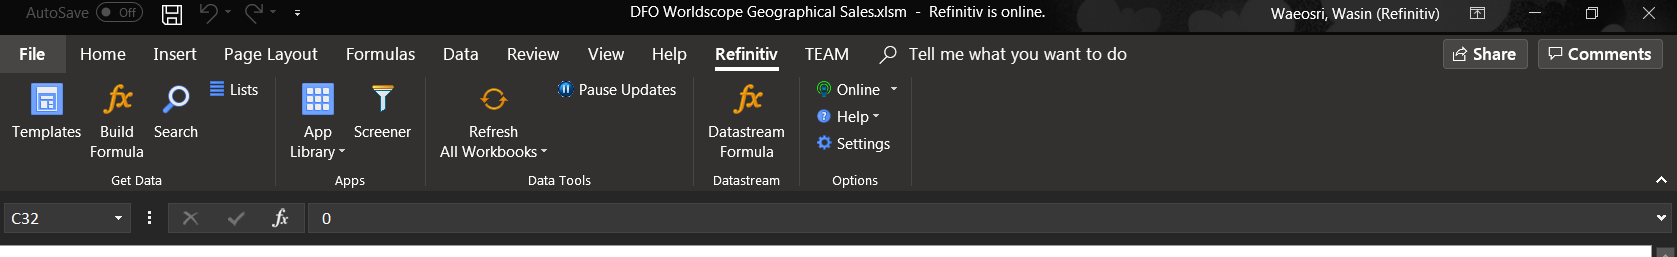 AutoSave Off DFO Worldscope Geographical Sales.xlsm - Refinitiv is online. Waeosri, Wasin (Refinitiv)
File Home Insert Page Layout Formulas Data Review View Help Refinitiv TEAM Tell me what you want to do Share Comments
Templates
fx
Build
Formula
Search
Lists
Get Data
App
Library
Screener
Apps
Refresh
All Workbooks
Pause Updates
Data Tools
fx
Datastream
Formula
Datastream
Online
? Help
Settings
Options
C32 fx 0